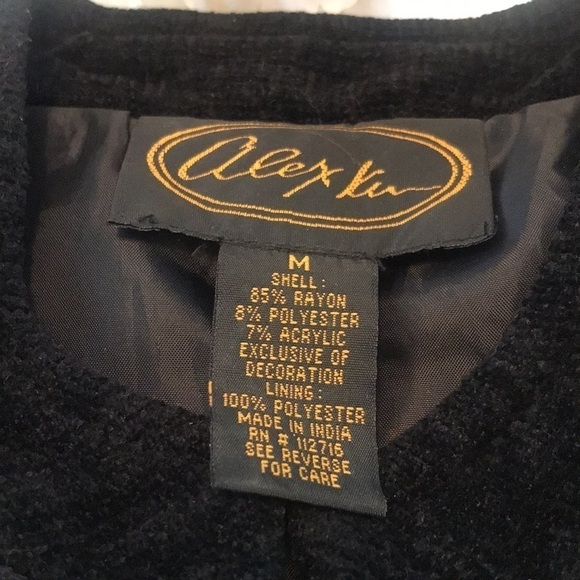 alex kim
M
SHELL:
85% RAYON
8% POLYESTER
7% ACRYLIC
EXCLUSIVE OF
DECORATION
LINING:
100% POLYESTER
MADE IN INDIA
RN # 112716
SEE REVERSE
FOR CARE